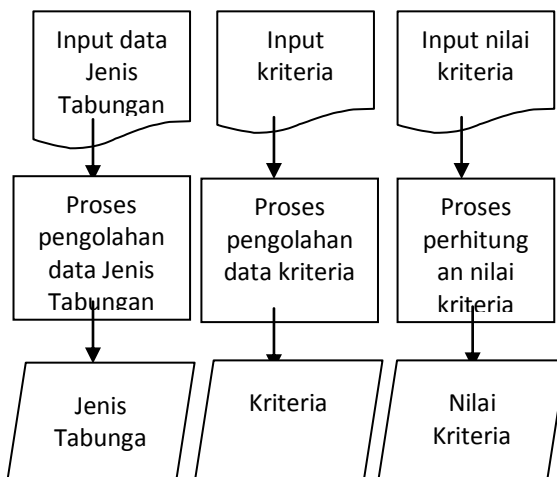 Input data
Jenis
Tabungan
Input
kriteria
Input nilai
kriteria
Proses
pengolahan
data Jenis
Tabungan
Proses
pengolahan
data kriteria
Proses
perhitung
an nilai
kriteria
Jenis
Tabunga
Kriteria
Nilai
Kriteria